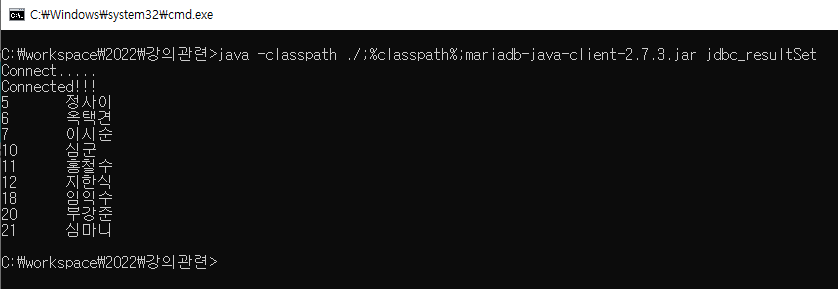 C:\Windows\system32\cmd.exe
C:\workspace\2022\강의관련>java -classpath ./;%classpath%;mariadb-java-client-2.7.3.jar jdbc_resultSet
Connect.....
Connected!!!
5 정사이
6 옥택견
7 이시순
10 심군
11 홍철수
12 지한식
18 임익수
20 부강준
21 심마니
C:\workspace\2022\강의관련>